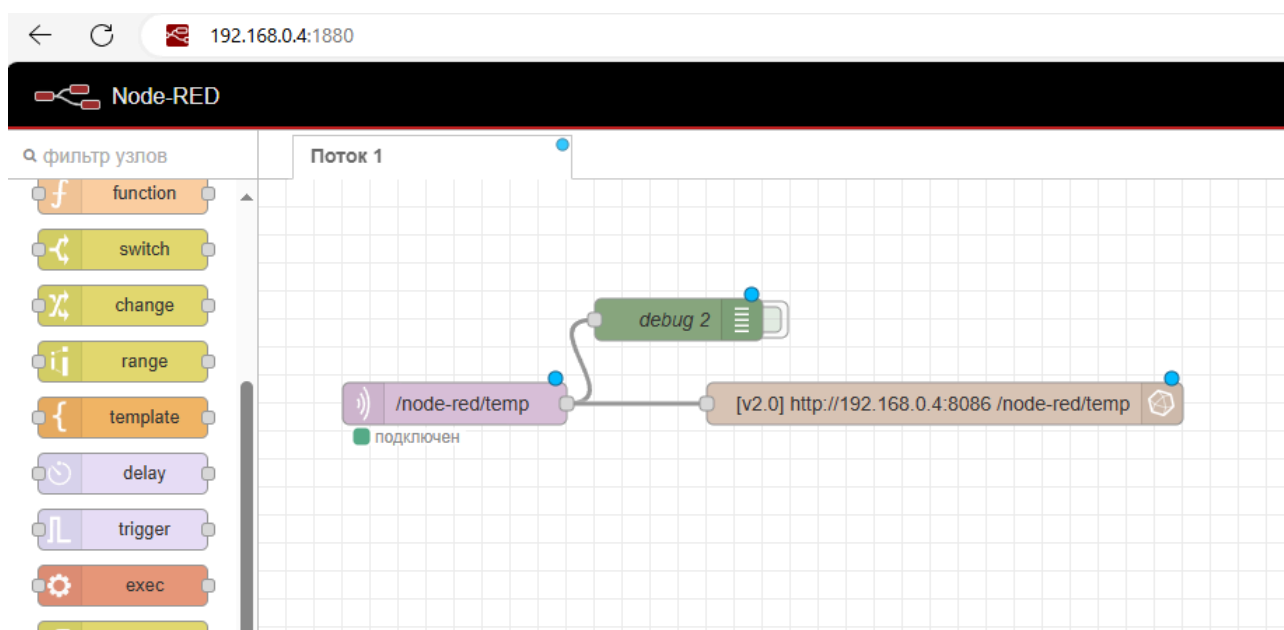 192.168.0.4:1880
Node-RED
фильтр узлов
Поток 1
function
switch
change
range
template
delay
trigger
exec
debug 2
/node-red/temp
подключен
[v2.0] http://192.168.0.4:8086 /node-red/temp